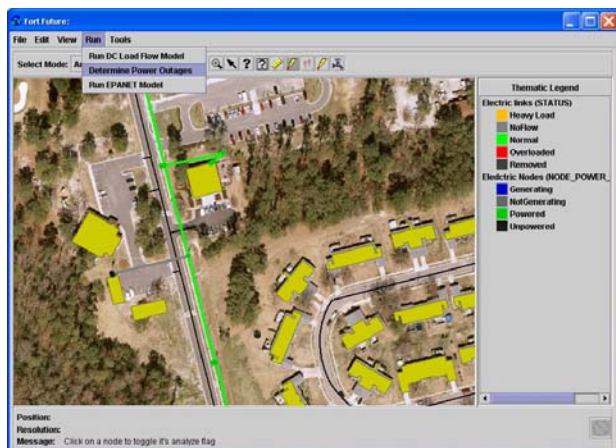 Fort Future:
File Edit View Run Tools
Run DC Load Flow Model
Determine Power Outages
Run EPANET Model
Select Mode:
Thematic Legend
Electric links (STATUS)
Heavy Load
NoFlow
Normal
Overloaded
Removed
Eledctric Nodes (NODE_POWER_
Generating
NotGenerating
Powered
Unpowered
Position:
Resolution:
Message: Click on a node to toggle it's analyze flag